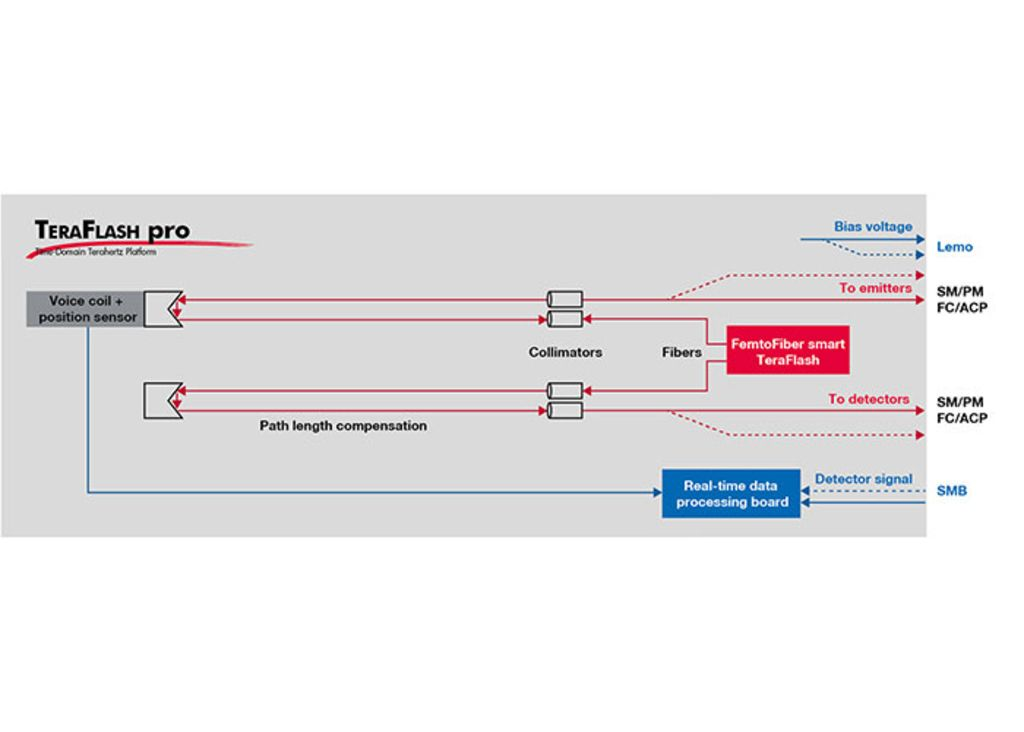 TERAFLASH pro
Time-Domain Terahertz Platform
Bias voltage
Lemo
Voice coil +
position sensor
To emitters
SM/PM
FC/ACP
Collimators
Fibers
FemtoFiber smart
TeraFlash
To detectors
SM/PM
FC/ACP
Path length compensation
Real-time data
processing board
Detector signal
SMB